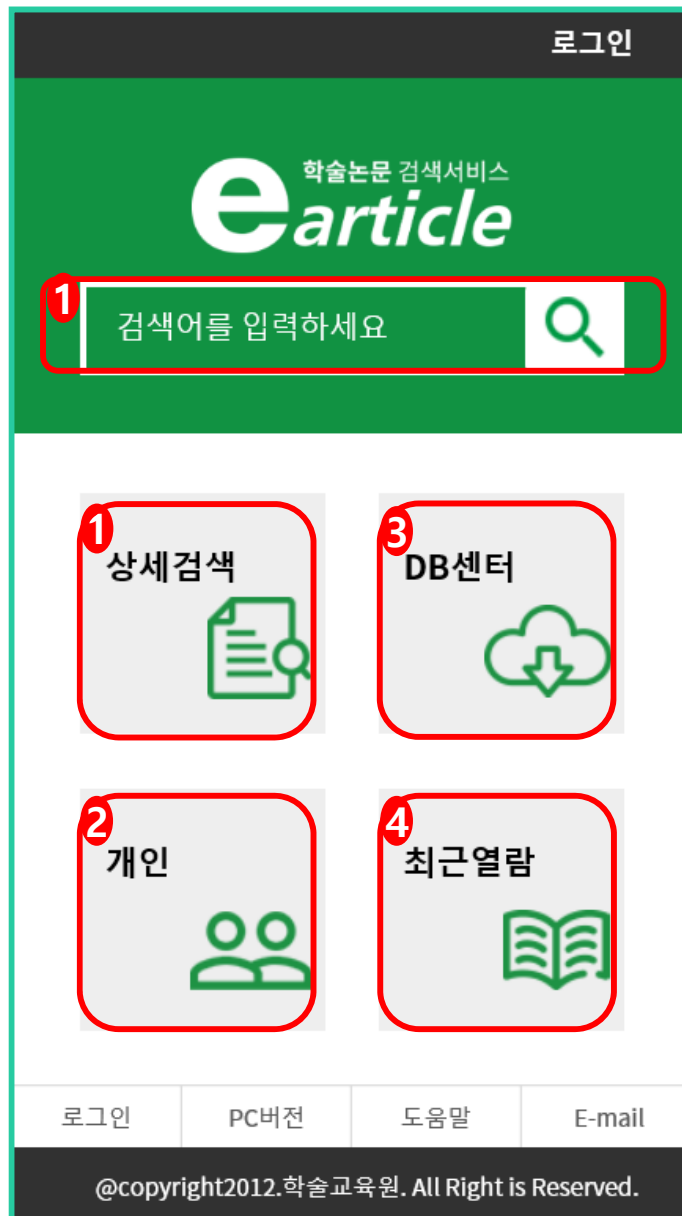 로그인
학술논문 검색서비스
earticle
1
검색어를 입력하세요
1
상세검색
3
DB센터
2
개인
4
최근열람
로그인 PC버전 도움말 E-mail
@copyright2012.학술교육원. All Right is Reserved.